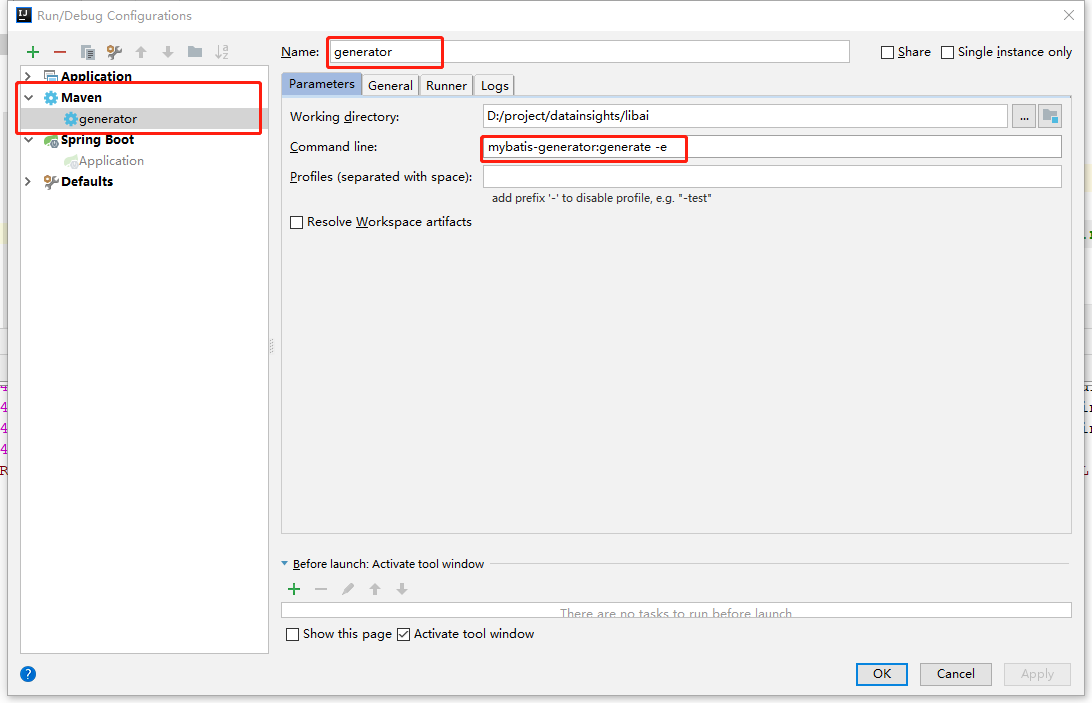 Run/Debug Configurations
Name: generator
Share
Single instance only
Application
Maven
generator
Spring Boot
Application
Defaults
Parameters
General
Runner
Logs
Working directory: D:/project/datainsights/libai
...
Command line: mybatis-generator:generate -e
Profiles (separated with space):
add prefix '-' to disable profile, e.g. "-test"
Resolve Workspace artifacts
Before launch: Activate tool window
There are no tasks to run before launch
Show this page
Activate tool window
?
OK
Cancel
Apply